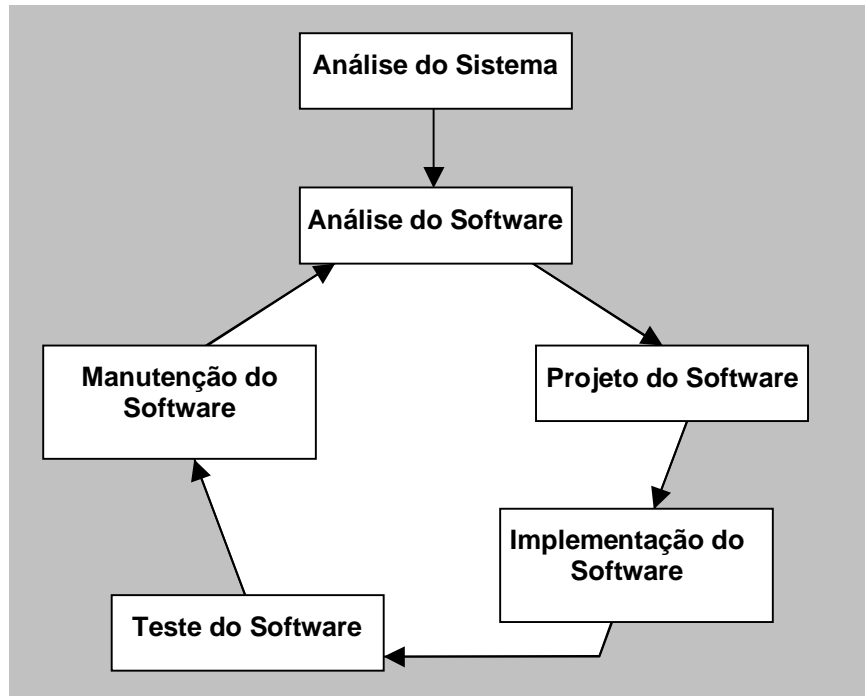 Análise do Sistema
Análise do Software
Manutenção do
Software
Projeto do Software
Implementação do
Software
Teste do Software